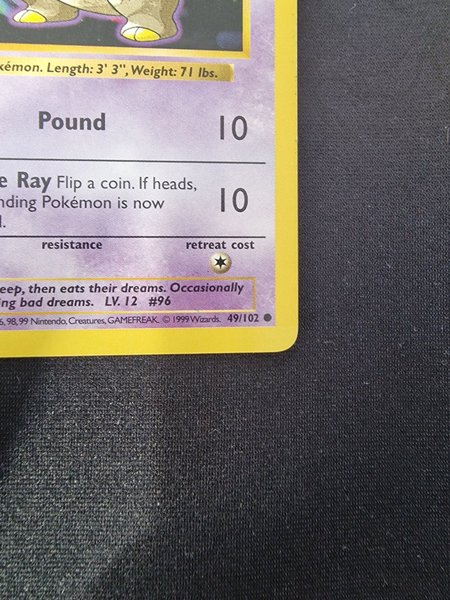 kémon. Length: 3' 3", Weight: 71 lbs.
Pound 10
e Ray Flip a coin. If heads,
nding Pokémon is now 10
d.
resistance retreat cost
eep, then eats their dreams. Occasionally
ng bad dreams. LV. 12 #96
6, 98, 99 Nintendo, Creatures, GAMEFREAK. © 1999 Wizards. 49/102